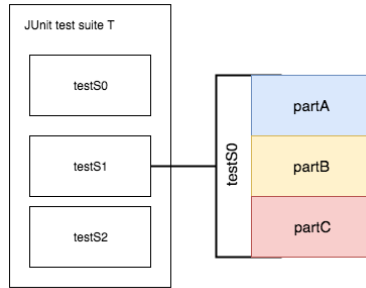 JUnit test suite T
testS0
testS1
testS2
testS0
partA
partB
partC